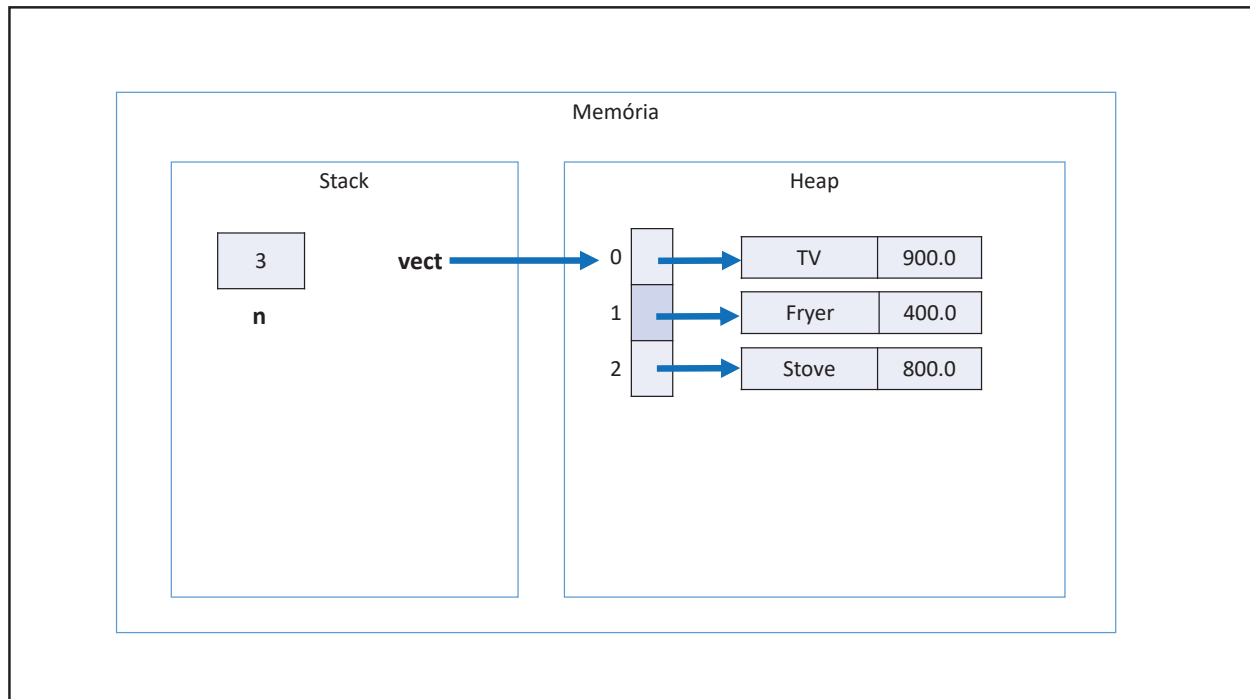 Memória
Stack
Heap
3
n
vect
0
TV
900.0
1
Fryer
400.0
2
Stove
800.0